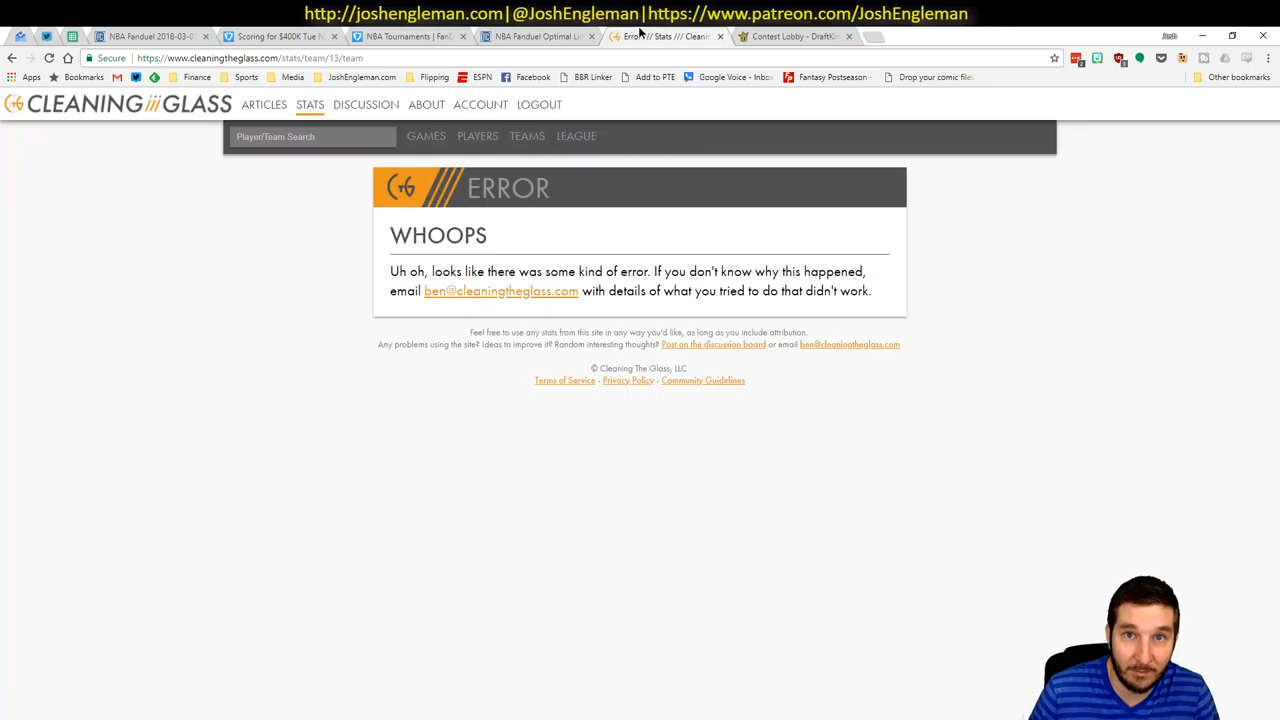 http://joshengleman.com|@JoshEngleman|https://www.patreon.com/JoshEngleman
NBA Fanduel 2018-03-0
Scoring for $400K Tue N
NBA Tournaments | FanD
NBA Fanduel Optimal Lin
Error // Stats /// Cleanin
Contest Lobby - DraftKin
Josh
Secure
https://www.cleaningtheglass.com/stats/team/13/team
Apps
Bookmarks
Finance
Sports
JoshEngleman.com
Flipping
ESPN
Facebook
BBR Linker
Add to PTE
Google Voice - Inbox
Fantasy Postseason -
Drop your comic files
Other bookmarks
CLEANING THE GLASS
ARTICLES STATS DISCUSSION ABOUT ACCOUNT LOGOUT
Player/Team Search
GAMES PLAYERS TEAMS LEAGUE
CTG ERROR
WHOOPS
Uh oh, looks like there was some kind of error. If you don't know why this happened,
email ben@cleaningtheglass.com with details of what you tried to do that didn't work.
Feel free to use any stats from this site in any way you'd like, as long as you include attribution.
Any problems using the site? Ideas to improve it? Random interesting thoughts? Post on the discussion board or email ben@cleaningtheglass.com
© Cleaning The Glass, LLC
Terms of Service - Privacy Policy - Community Guidelines